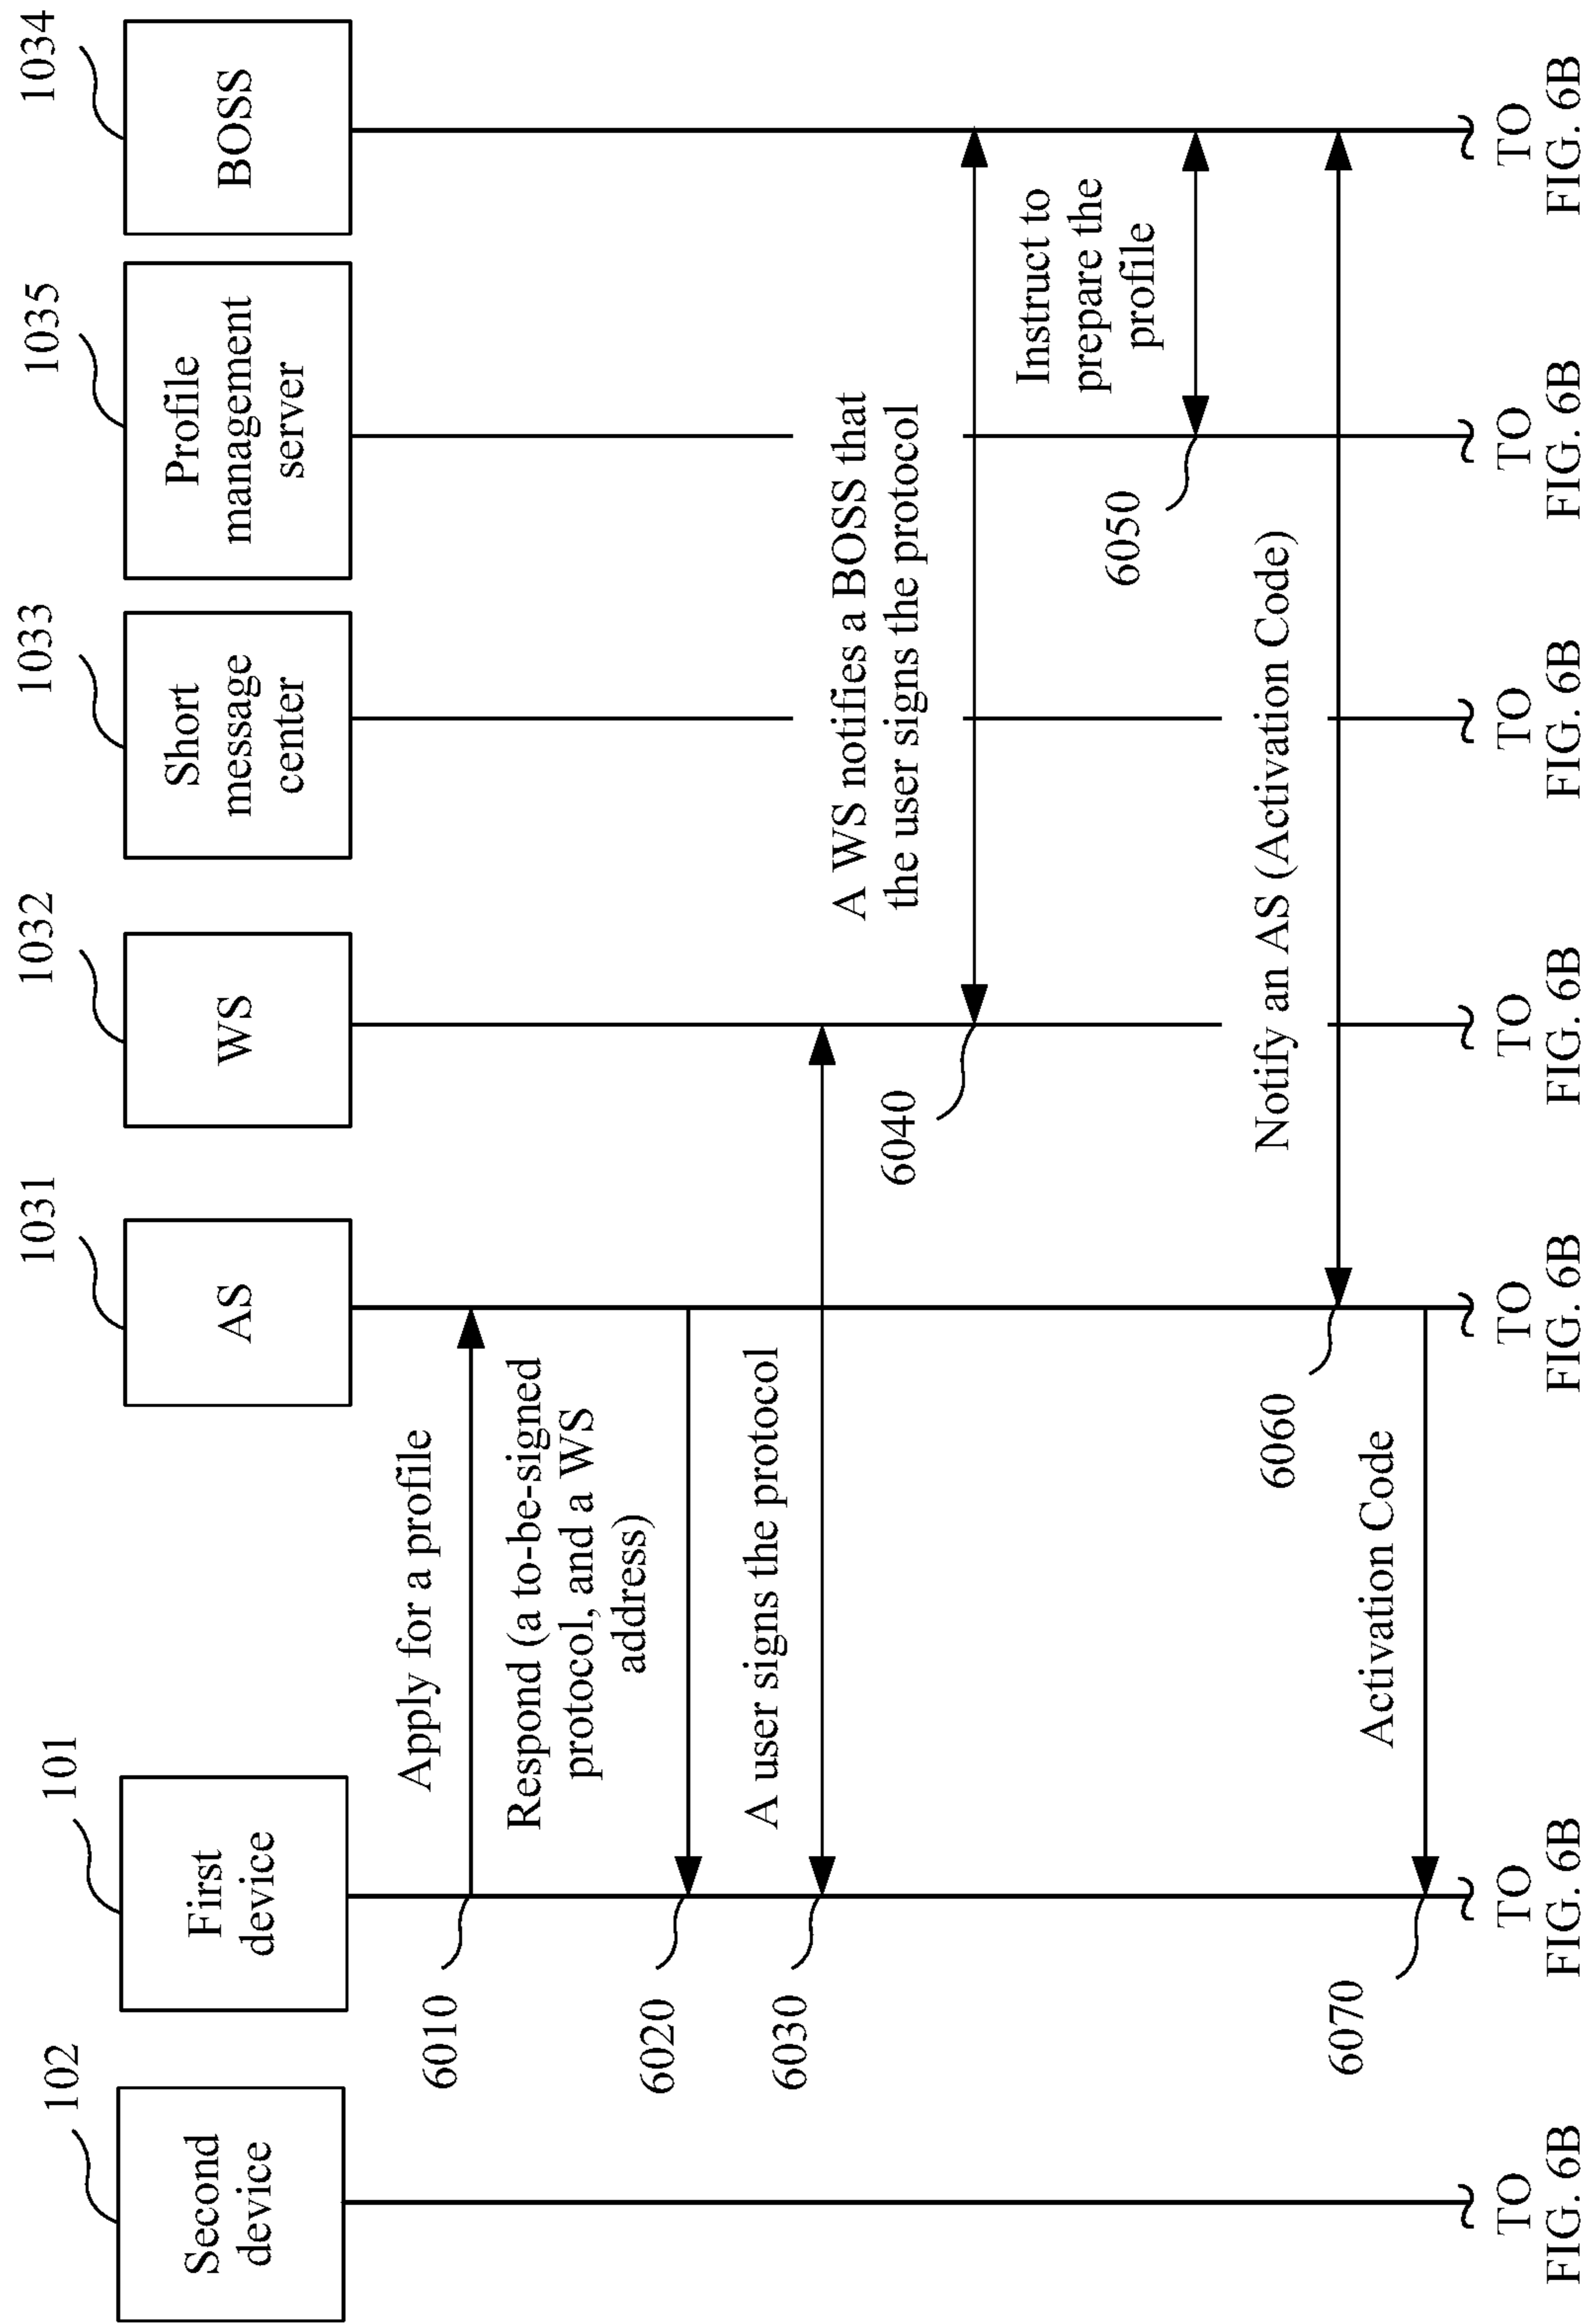 102
101
1031
1032
1033
1035
1034
Second
device
First
device
AS
WS
Short
message
center
Profile
management
server
BOSS
6010
Apply for a profile
6020
Respond (a to-be-signed
protocol, and a WS
address)
6030
A user signs the protocol
6040
A WS notifies a BOSS that
the user signs the protocol
6050
Instruct to
prepare the
profile
6060
Notify an AS (Activation Code)
6070
Activation Code
TO
FIG. 6B
TO
FIG. 6B
TO
FIG. 6B
TO
FIG. 6B
TO
FIG. 6B
TO
FIG. 6B
TO
FIG. 6B